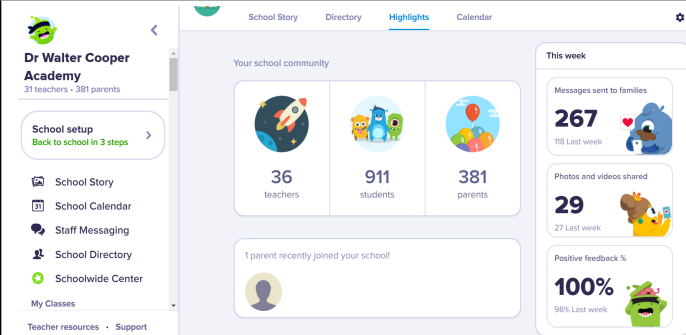 Dr Walter Cooper
Academy
31 teachers • 381 parents
School setup
Back to school in 3 steps
School Story
31 School Calendar
Staff Messaging
School Directory
Schoolwide Center
My Classes
Teacher resources • Support
School Story Directory Highlights Calendar
Your school community
36 911 381
teachers students parents
1 parent recently joined your school!
This week
Messages sent to families
267
118 Last week
Photos and videos shared
29
27 Last week
Positive feedback %
100%
98% Last week